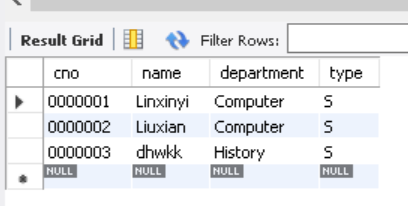 Result Grid Filter Rows:
cno name department type
0000001 Linxinyi Computer S
0000002 Liuxian Computer S
0000003 dhwkk History S
NULL NULL NULL NULL